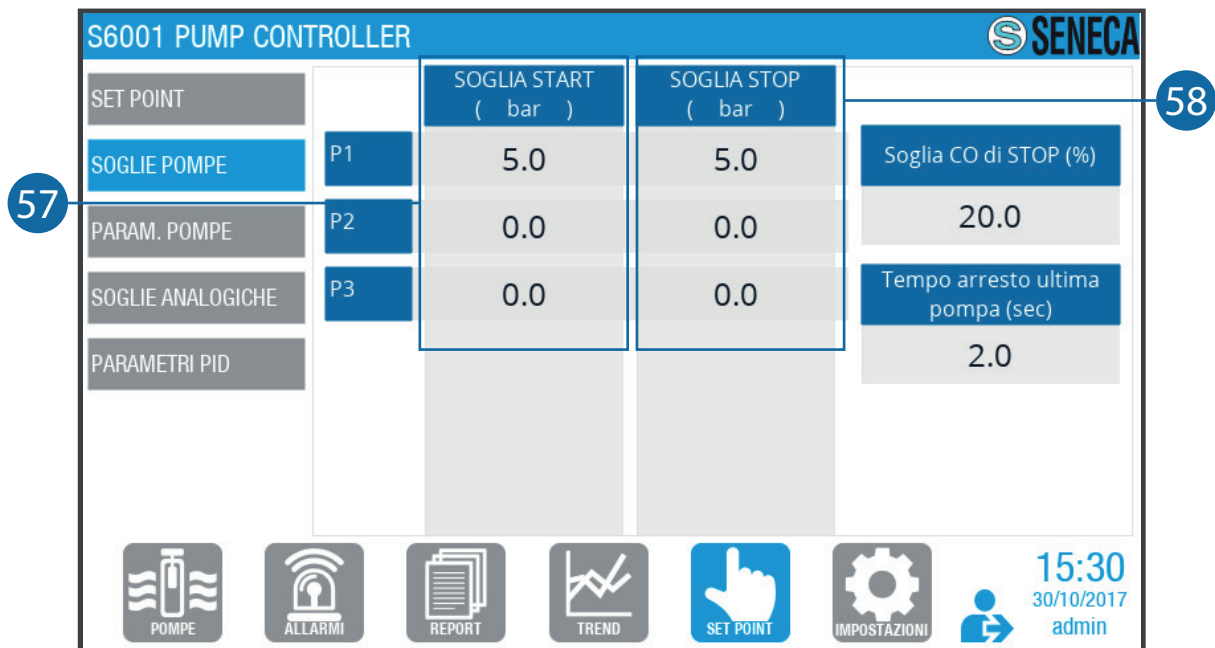 S6001 PUMP CONTROLLER
S SENECA
SET POINT
SOGLIE POMPE
PARAM. POMPE
SOGLIE ANALOGICHE
PARAMETRI PID
SOGLIA START
( bar )
SOGLIA STOP
( bar )
58
57
P1 5.0 5.0
P2 0.0 0.0
P3 0.0 0.0
Soglia CO di STOP (%)
20.0
Tempo arresto ultima
pompa (sec)
2.0
POMPE
ALLARMI
REPORT
TREND
SET POINT
IMPOSTAZIONI
15:30
30/10/2017
admin